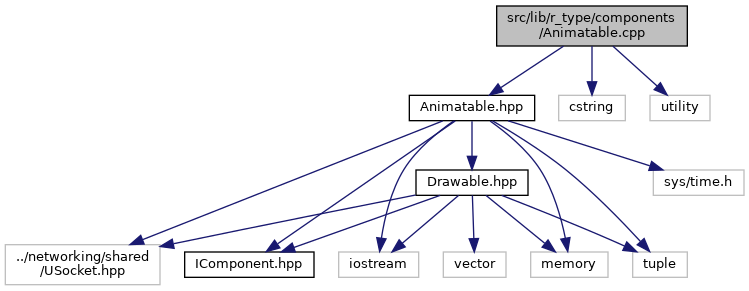 src/lib/r_type/components
/Animatable.cpp
Animatable.hpp
cstring
utility
Drawable.hpp
sys/time.h
../networking/shared
/USocket.hpp
IComponent.hpp
iostream
vector
memory
tuple